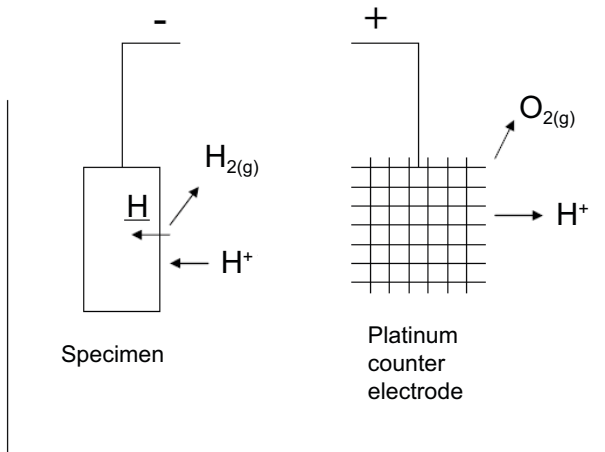 - +
O2(g)
H2(g)
H
H+
H+
Specimen
Platinum
counter
electrode